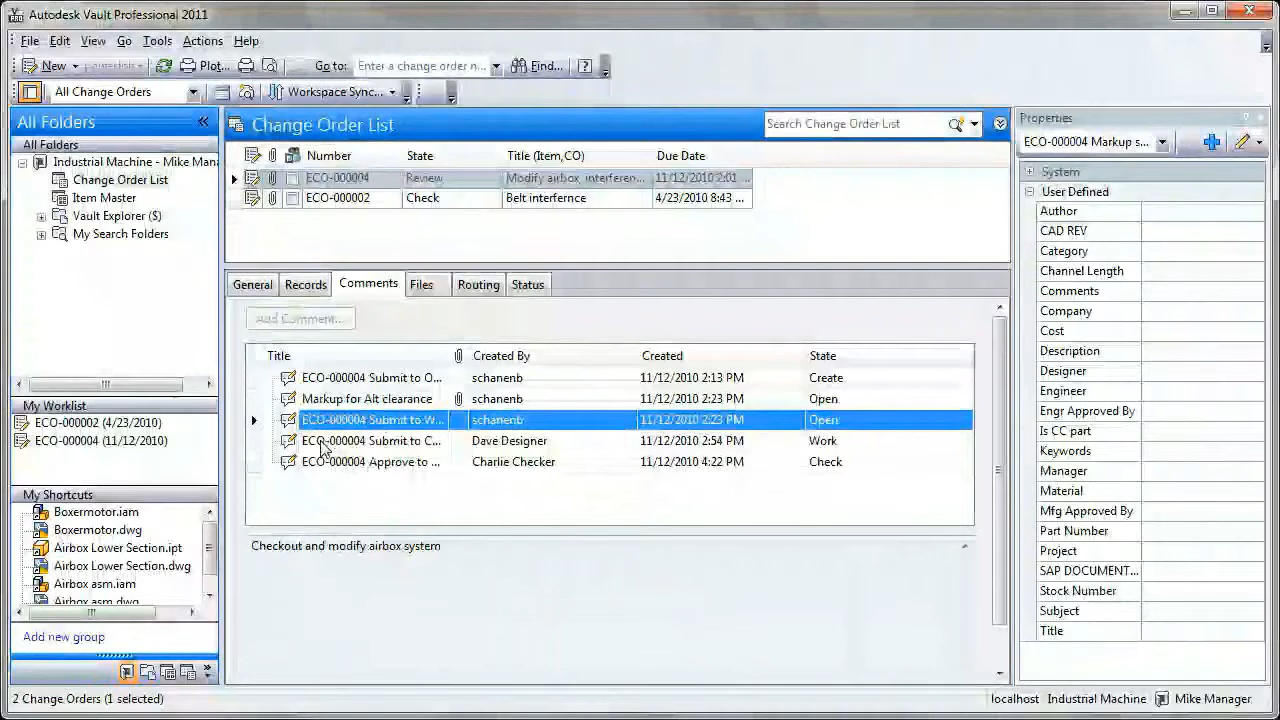 Autodesk Vault Professional 2011
File Edit View Go Tools Actions Help
New Plot... Go to: Enter a change order n... Find...
All Change Orders Workspace Sync...
All Folders
All Folders
Industrial Machine - Mike Mana
Change Order List
Item Master
Vault Explorer ($)
My Search Folders
My Worklist
ECO-000002 (4/23/2010)
ECO-000004 (11/12/2010)
My Shortcuts
Boxermotor.iam
Boxermotor.dwg
Airbox Lower Section.ipt
Airbox Lower Section.dwg
Airbox asm.iam
Airbox asm.dwg
Add new group
Change Order List
Search Change Order List
Number State Title (Item,CO) Due Date
ECO-000004 Review Modify airbox, interferen... 11/12/2010 2:01 ...
ECO-000002 Check Belt interfernce 4/23/2010 8:43 ...
General Records Comments Files Routing Status
Add Comment...
Title Created By Created State
ECO-000004 Submit to O... schanenb 11/12/2010 2:13 PM Create
Markup for Alt clearance schanenb 11/12/2010 2:23 PM Open
ECO-000004 Submit to W... schanenb 11/12/2010 2:23 PM Open
ECO-000004 Submit to C... Dave Designer 11/12/2010 2:54 PM Work
ECO-000004 Approve to ... Charlie Checker 11/12/2010 4:22 PM Check
Checkout and modify airbox system
Properties
ECO-000004 Markup s...
System
User Defined
Author
CAD REV
Category
Channel Length
Comments
Company
Cost
Description
Designer
Engineer
Engr Approved By
Is CC part
Keywords
Manager
Material
Mfg Approved By
Part Number
Project
SAP DOCUMENT...
Stock Number
Subject
Title
2 Change Orders (1 selected) localhost Industrial Machine Mike Manager